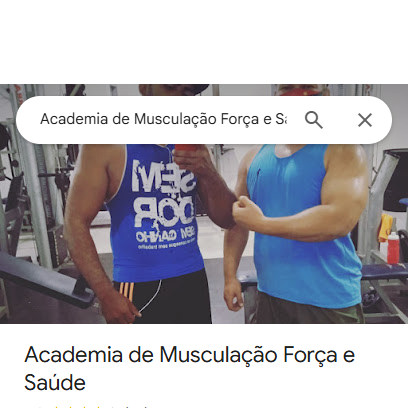 Academia de Musculação Força e Sa
SEM
DOR
SEM GANHO
Academia de Musculação Força e
Saúde